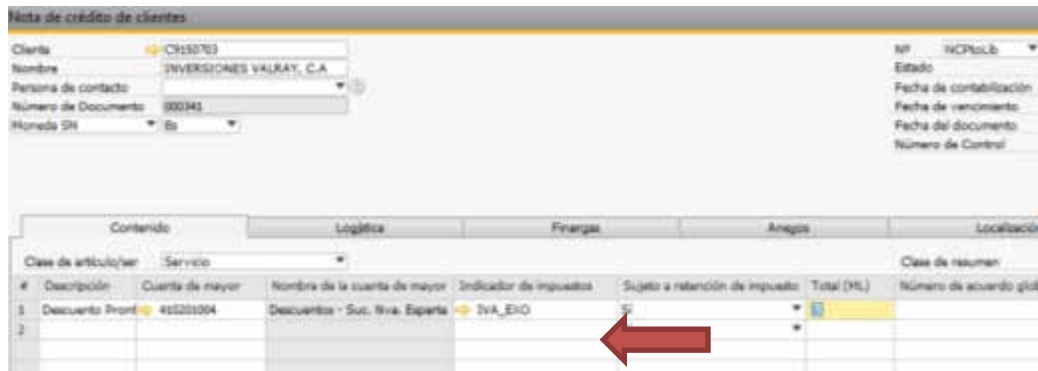 Nota de crédito de clientes
Cliente C9150703
Nombre INVERSIONES VALRAY, C.A
Persona de contacto
Número de Documento 000341
Moneda SN Bs
Nº NCPtoLib
Estado
Fecha de contabilización
Fecha de vencimiento
Fecha del documento
Número de Control
Contenido Logística Finanzas Anexos Localización
Clase de artículo/ser Servicio Clase de resumen
# Descripción Cuenta de mayor Nombre de la cuenta de mayor Indicador de impuestos Sujeto a retención de impuesto Total (ML) Número de acuerdo glob
1 Descuento Pront 415201004 Descuentos - Suc. Nva. Esparta IVA_EXO Sí
2